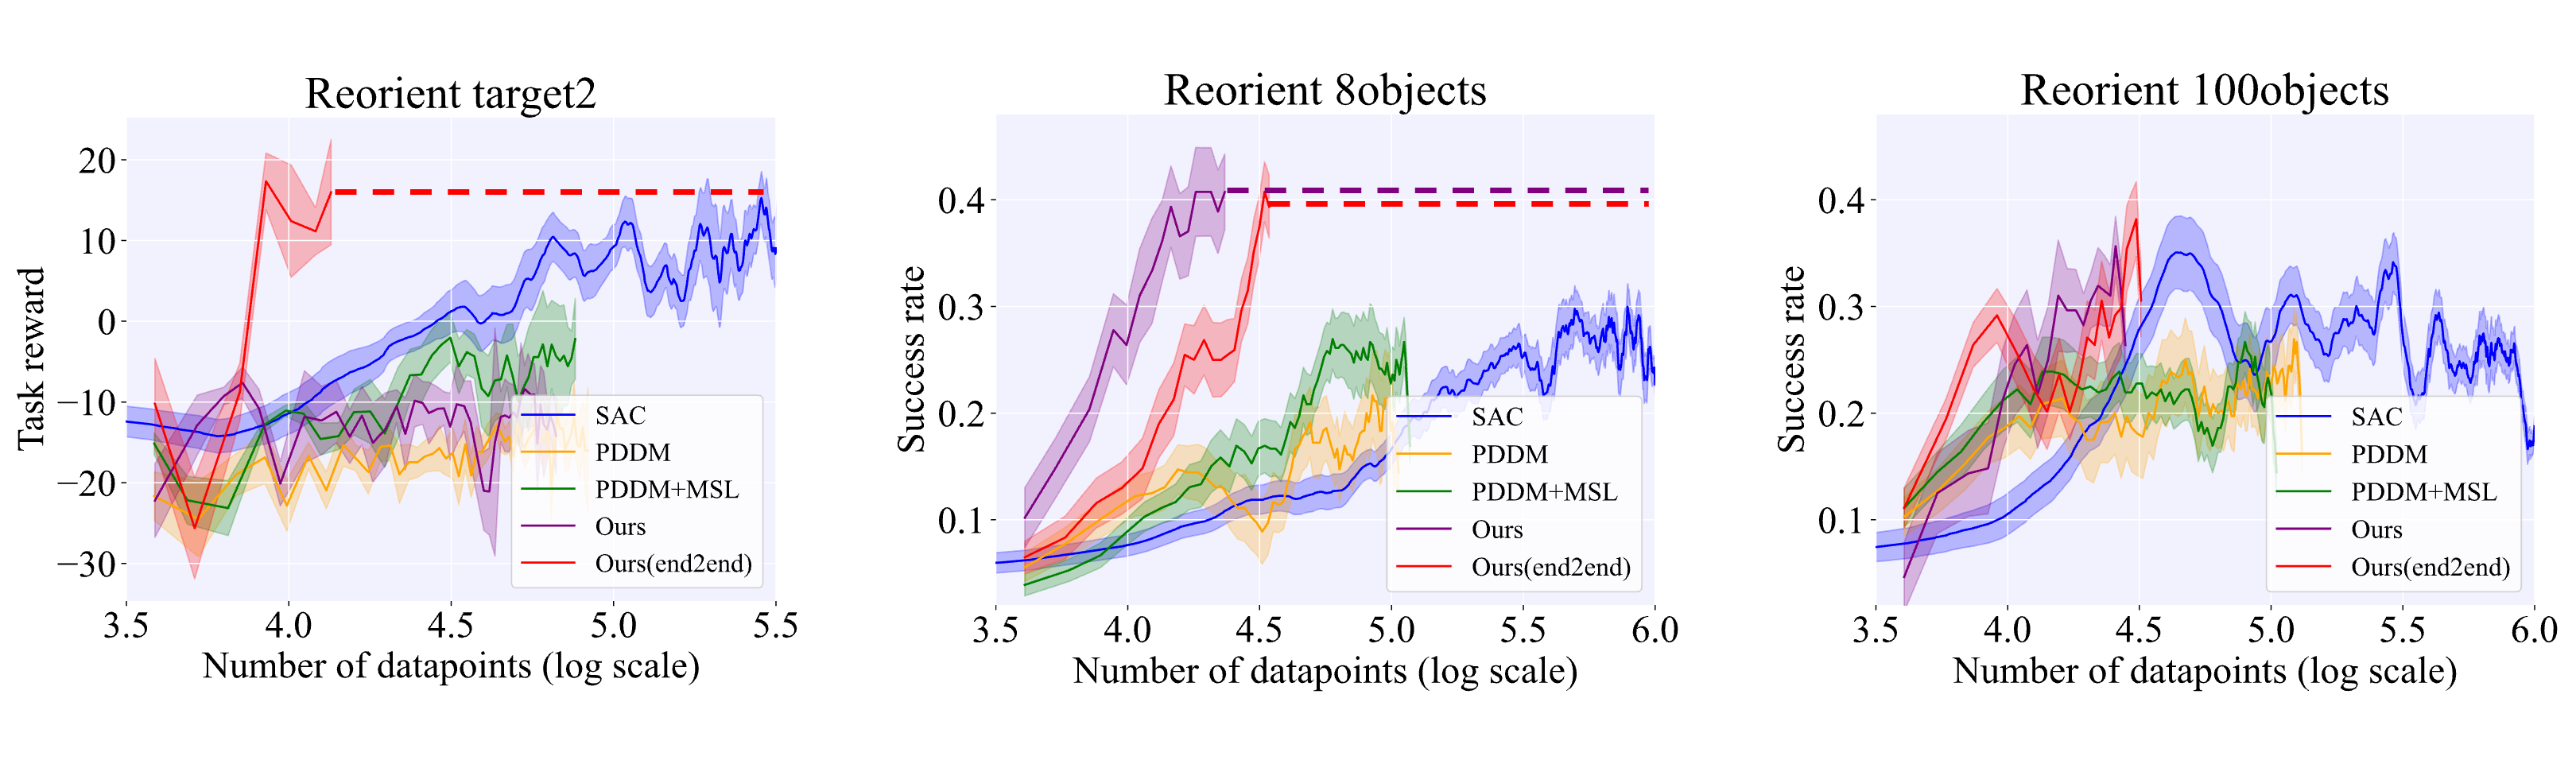 Reorient target2
Task reward
20
10
0
−10
−20
−30
3.5 4.0 4.5 5.0 5.5
Number of datapoints (log scale)
SAC
PDDM
PDDM+MSL
Ours
Ours(end2end)
Reorient 8objects
Success rate
0.4
0.3
0.2
0.1
3.5 4.0 4.5 5.0 5.5 6.0
Number of datapoints (log scale)
SAC
PDDM
PDDM+MSL
Ours
Ours(end2end)
Reorient 100objects
Success rate
0.4
0.3
0.2
0.1
3.5 4.0 4.5 5.0 5.5 6.0
Number of datapoints (log scale)
SAC
PDDM
PDDM+MSL
Ours
Ours(end2end)